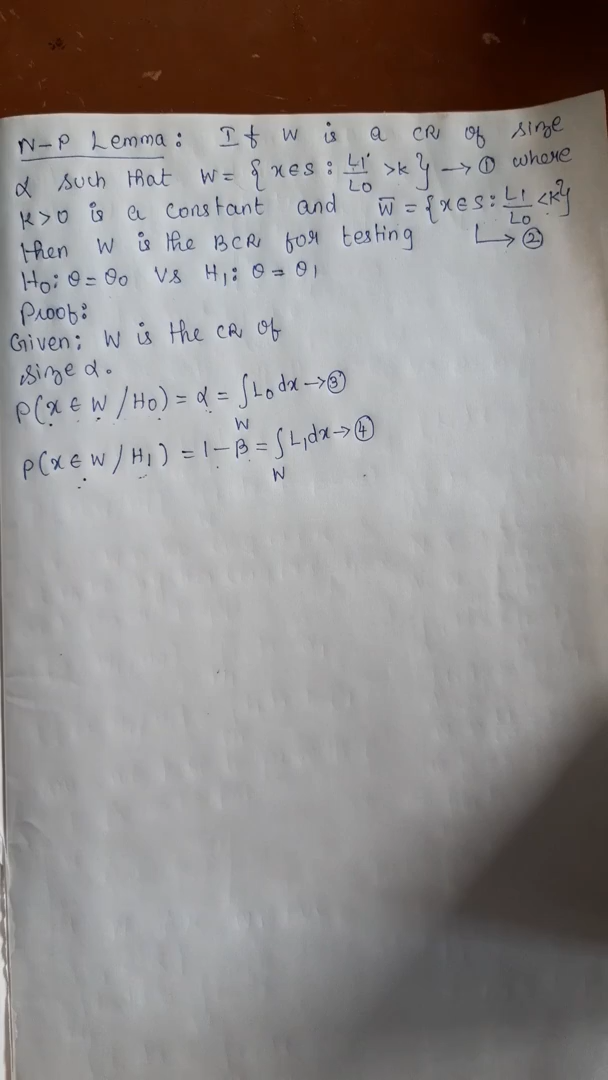 N-P Lemma: If W is a CR of size
α such that W = { x∈S : L1/L0 >k } → ① where
K>0 is a constant and W̅ = {x∈S: L1/L0 <k}
then W is the BCR for testing ↳ ②
H0: θ = θ0 VS H1: θ = θ1
Proof:
Given: W is the CR of
size α.
P(x ∈ W / H0) = α = ∫_W L0 dx → ③
P(x ∈ W / H1) = 1-β = ∫_W L1 dx → ④